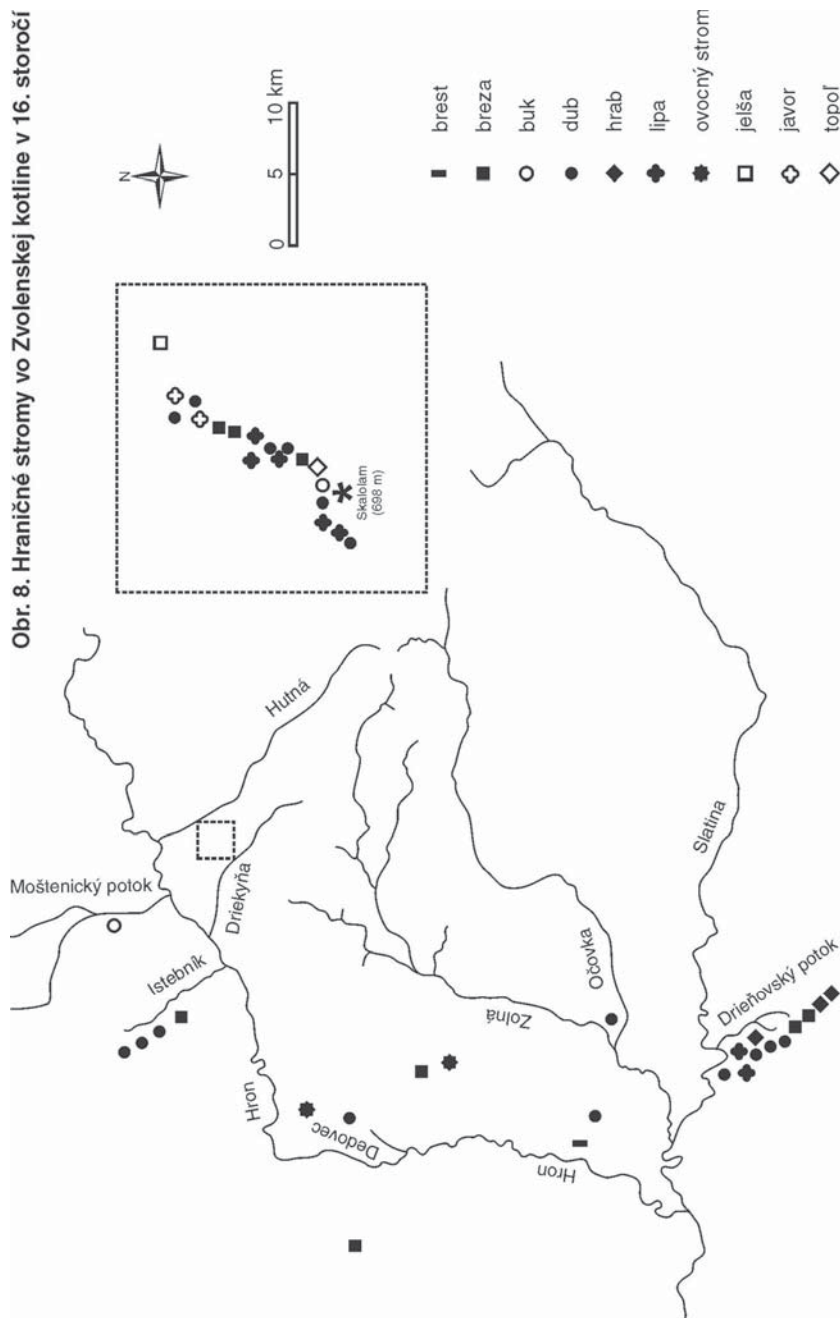 Obr. 8. Hraničné stromy vo Zvolenskej kotline v 16. storočí
N
0 5 10 km
brest
breza
buk
dub
hrab
lipa
ovocný strom
jelša
javor
topoľ
Skalolam
(698 m)
Moštenický potok
Hutná
Driekyňa
Istebník
Hron
Dedovec
Zolná
Očovka
Hron
Slatina
Drieňovský potok